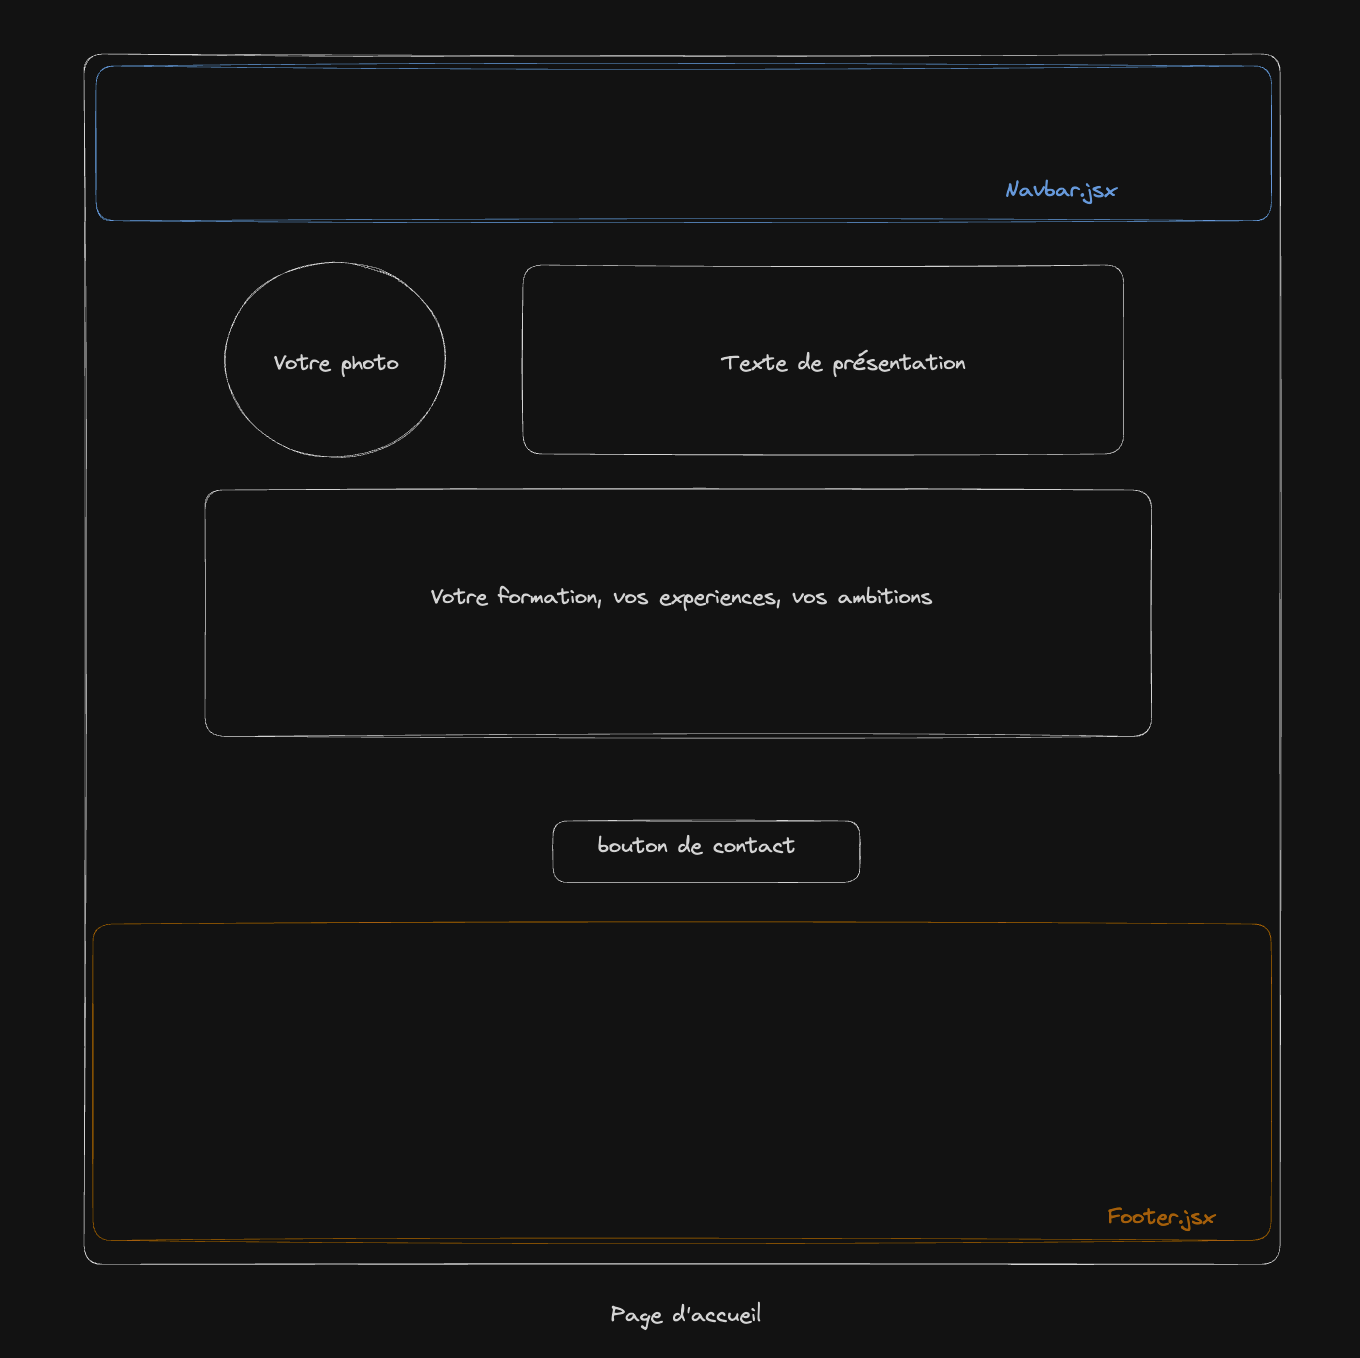 Navbar.jsx
Votre photo
Texte de présentation
Votre formation, vos experiences, vos ambitions
bouton de contact
Footer.jsx
Page d'accueil